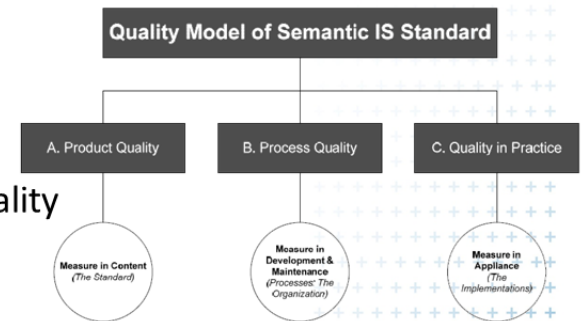 Quality Model of Semantic IS Standard
A. Product Quality
B. Process Quality
C. Quality in Practice
ality
Measure in Content
(The Standard)
Measure in
Development &
Maintenance
(Processes: The
Organization)
Measure in
Appliance
(The
Implementations)